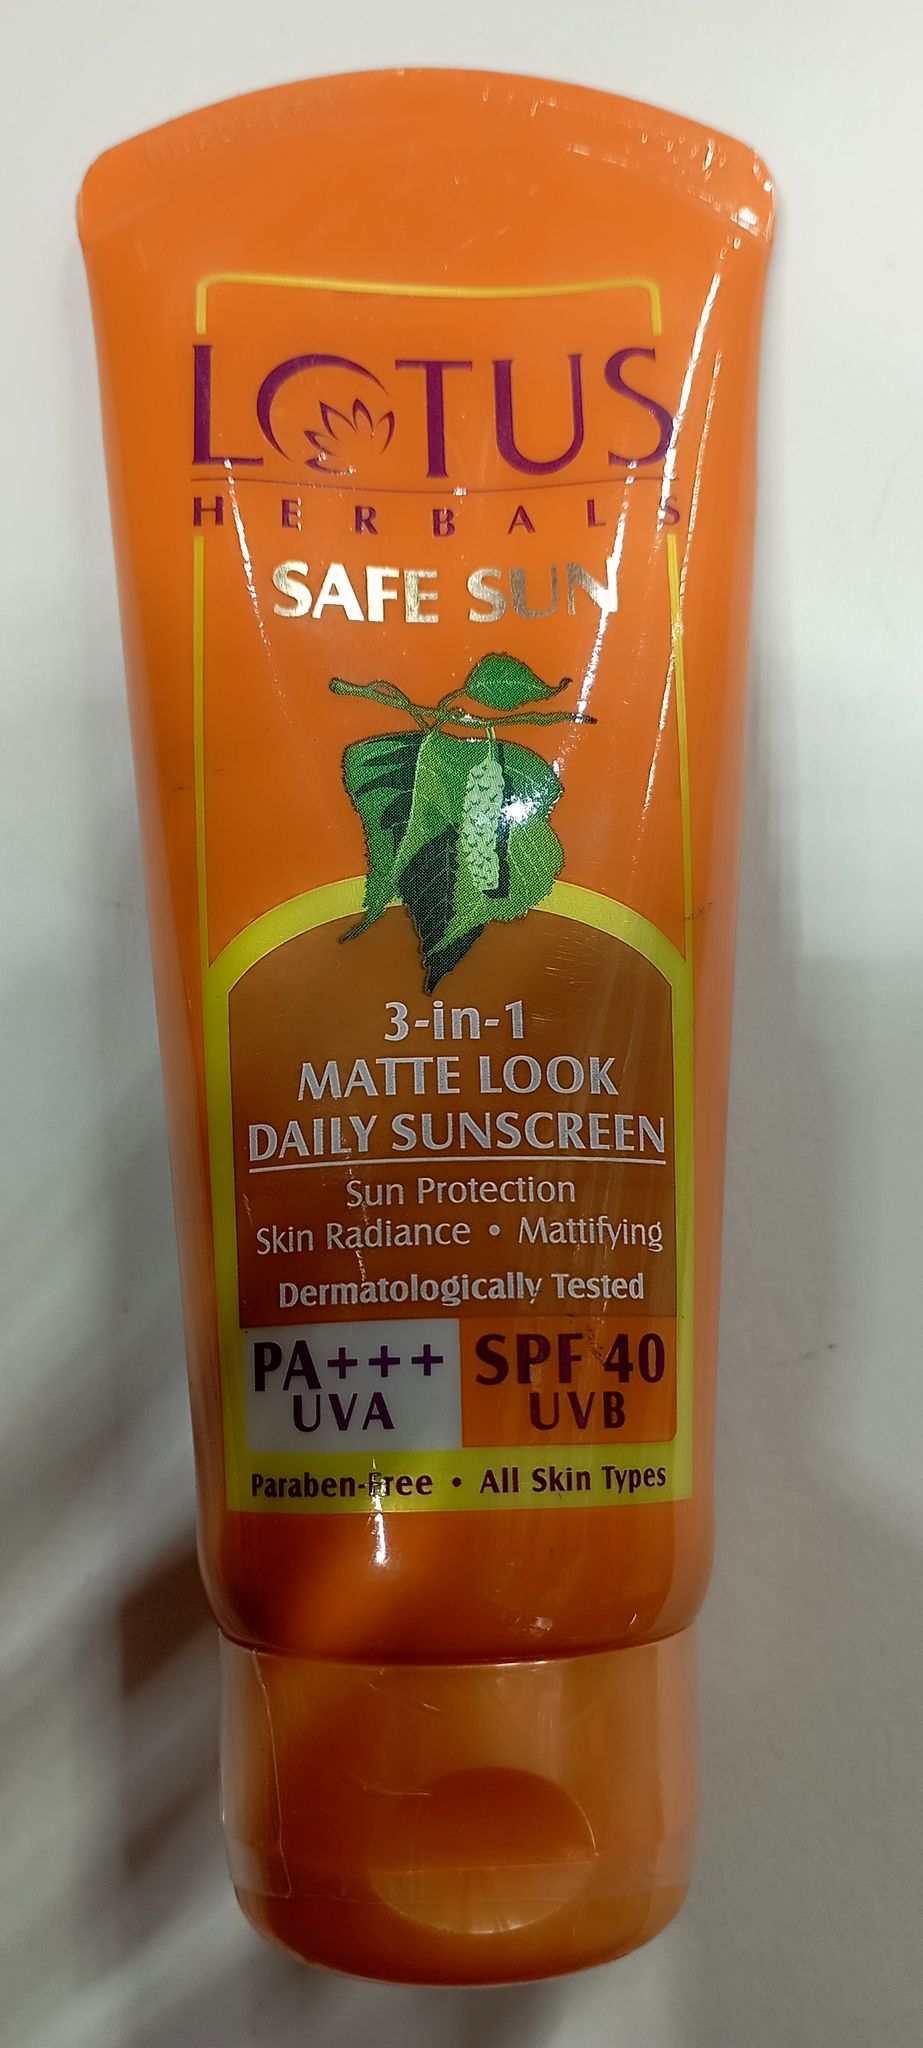 LOTUS
HERBALS
SAFE SUN
3-in-1
MATTE LOOK
DAILY SUNSCREEN
Sun Protection
Skin Radiance • Mattifying
Dermatologically Tested
PA+++ SPF 40
UVA UVB
Paraben-Free • All Skin Types